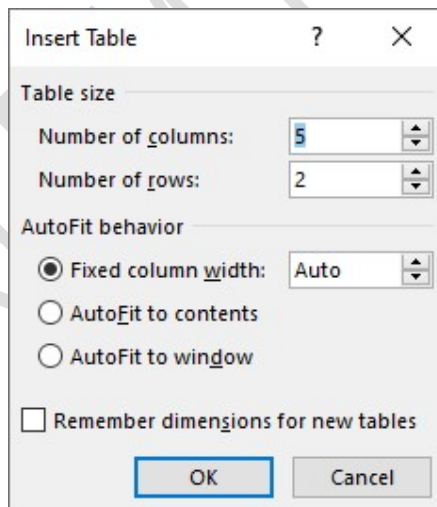 Insert Table ?
Table size
Number of columns: 5
Number of rows: 2
AutoFit behavior
Fixed column width: Auto
AutoFit to contents
AutoFit to window
Remember dimensions for new tables
OK Cancel